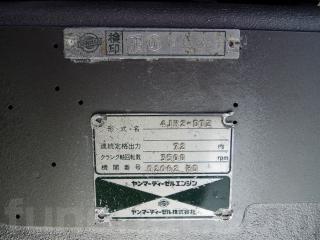 検印
形式名 4JH2-DTZ
連続定格出力 72 PS
クランク軸回転数 3500 rpm
機関番号
ヤンマーディーゼルエンジン
ヤンマーディーゼル株式会社